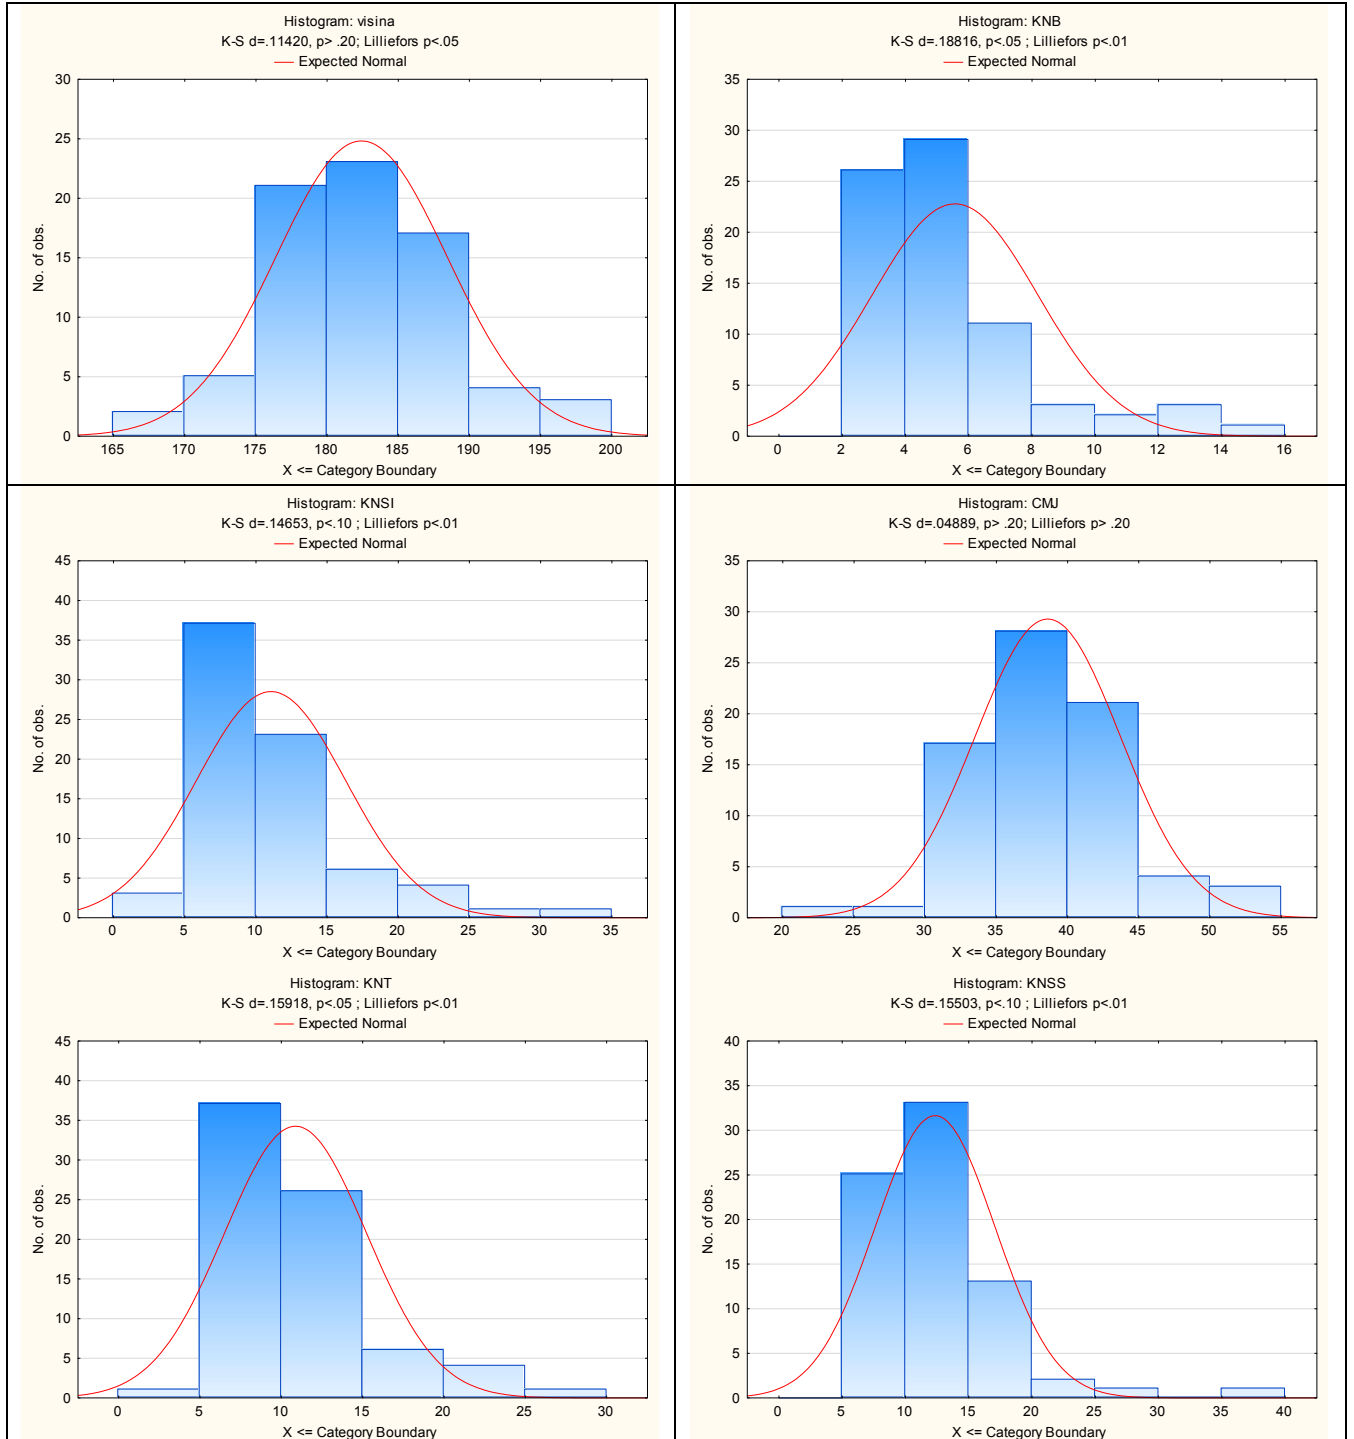 Histogram: visina
K-S d=.11420, p> .20; Lilliefors p<.05
Expected Normal
30
25
20
15
10
5
0
No. of obs.
165 170 175 180 185 190 195 200
X <= Category Boundary
Histogram: KNB
K-S d=.18816, p<.05 ; Lilliefors p<.01
Expected Normal
35
30
25
20
15
10
5
0
No. of obs.
0 2 4 6 8 10 12 14 16
X <= Category Boundary
Histogram: KNSI
K-S d=.14653, p<.10 ; Lilliefors p<.01
Expected Normal
45
40
35
30
25
20
15
10
5
0
No. of obs.
0 5 10 15 20 25 30 35
X <= Category Boundary
Histogram: CMJ
K-S d=.04889, p> .20; Lilliefors p> .20
Expected Normal
35
30
25
20
15
10
5
0
No. of obs.
20 25 30 35 40 45 50 55
X <= Category Boundary
Histogram: KNT
K-S d=.15918, p<.05 ; Lilliefors p<.01
Expected Normal
45
40
35
30
25
20
15
10
5
0
No. of obs.
0 5 10 15 20 25 30
X <= Category Boundary
Histogram: KNSS
K-S d=.15503, p<.10 ; Lilliefors p<.01
Expected Normal
40
35
30
25
20
15
10
5
0
No. of obs.
0 5 10 15 20 25 30 35 40
X <= Category Boundary